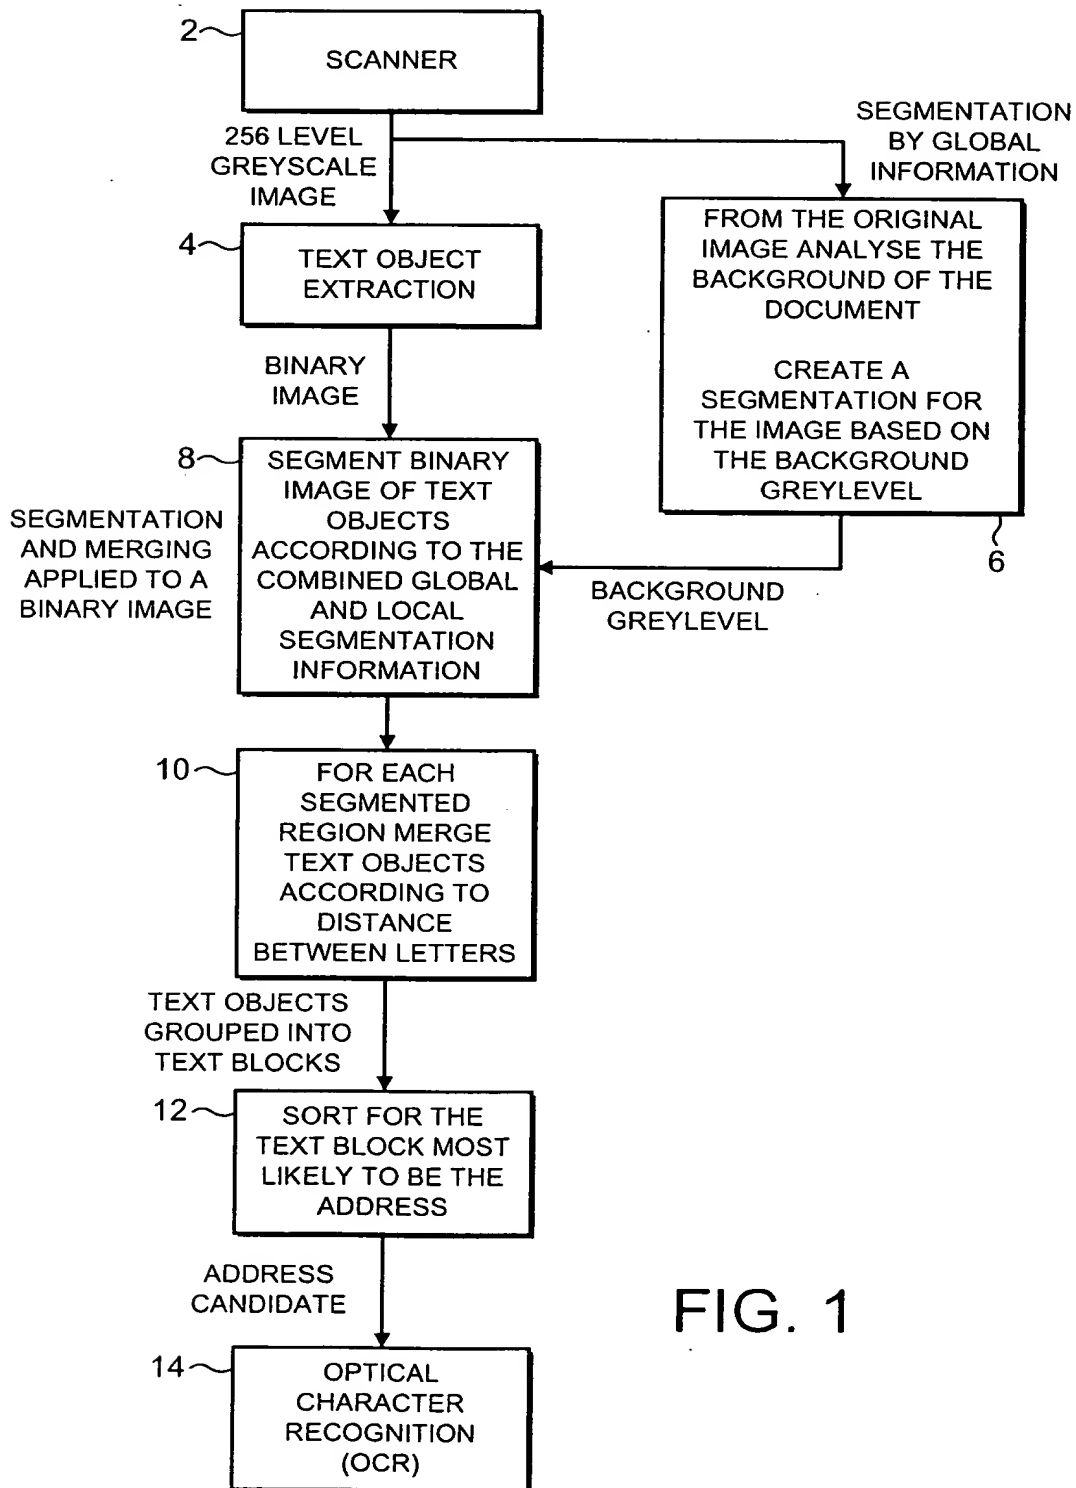 2
SCANNER
256 LEVEL
GREYSCALE
IMAGE
SEGMENTATION
BY GLOBAL
INFORMATION
4
TEXT OBJECT
EXTRACTION
FROM THE ORIGINAL
IMAGE ANALYSE THE
BACKGROUND OF THE
DOCUMENT
CREATE A
SEGMENTATION FOR
THE IMAGE BASED ON
THE BACKGROUND
GREYLEVEL
6
BINARY
IMAGE
8
SEGMENT BINARY
IMAGE OF TEXT
OBJECTS
ACCORDING TO THE
COMBINED GLOBAL
AND LOCAL
SEGMENTATION
INFORMATION
SEGMENTATION
AND MERGING
APPLIED TO A
BINARY IMAGE
BACKGROUND
GREYLEVEL
10
FOR EACH
SEGMENTED
REGION MERGE
TEXT OBJECTS
ACCORDING TO
DISTANCE
BETWEEN LETTERS
TEXT OBJECTS
GROUPED INTO
TEXT BLOCKS
12
SORT FOR THE
TEXT BLOCK MOST
LIKELY TO BE THE
ADDRESS
ADDRESS
CANDIDATE
14
OPTICAL
CHARACTER
RECOGNITION
(OCR)
FIG. 1